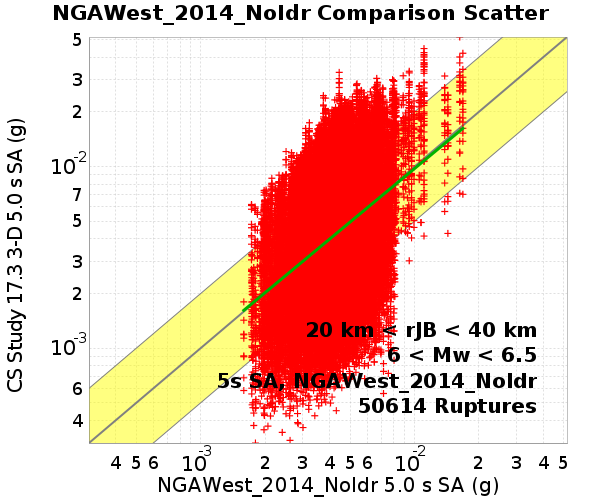 NGAWest_2014_NoIdr Comparison Scatter
CS Study 17.3 3-D 5.0 s SA (g)
5
3
2
10-2
7
5
3
2
10-3
6
4
20 km < rJB < 40 km
6 < Mw < 6.5
5s SA, NGAWest_2014_NoIdr
50614 Ruptures
4 5 6 10-3 2 3 4 5 6 10-2 2 3 4 5
NGAWest_2014_NoIdr 5.0 s SA (g)